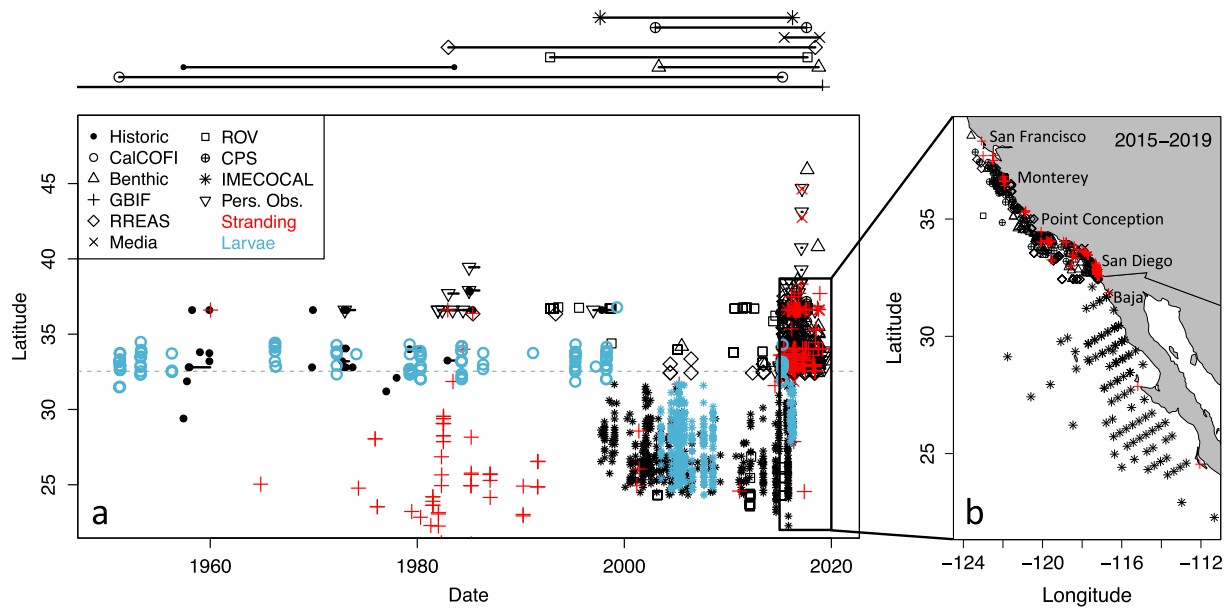 Historic
CalCOFI
Benthic
GBIF
RREAS
Media
ROV
CPS
IMECOCAL
Pers. Obs.
Stranding
Larvae
45
40
35
30
25
Latitude
a
1960
1980
2000
2020
Date
2015−2019
San Francisco
Monterey
Point Conception
San Diego
Baja
35
30
25
Latitude
b
−124
−120
−116
−112
Longitude